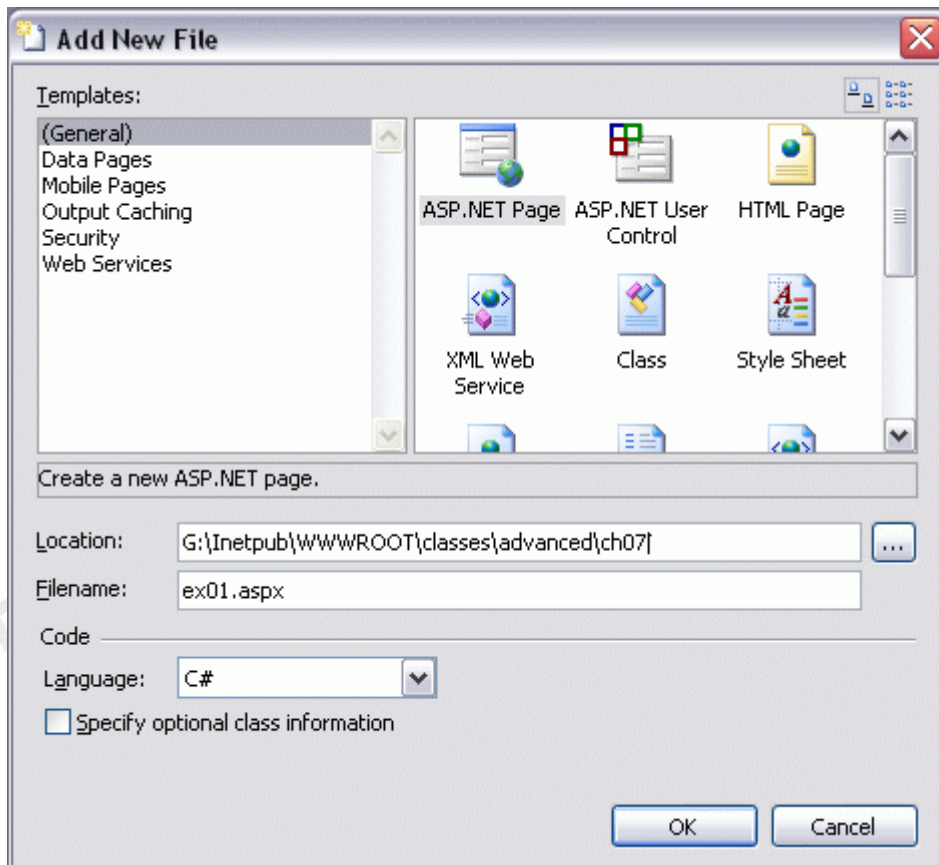 Add New File
Templates:
(General)
Data Pages
Mobile Pages
Output Caching
Security
Web Services
ASP.NET Page
ASP.NET User
Control
HTML Page
XML Web
Service
Class
Style Sheet
Create a new ASP.NET page.
Location:
G:\Inetpub\WWWROOT\classes\advanced\ch07
...
Filename:
ex01.aspx
Code
Language:
C#
Specify optional class information
OK
Cancel